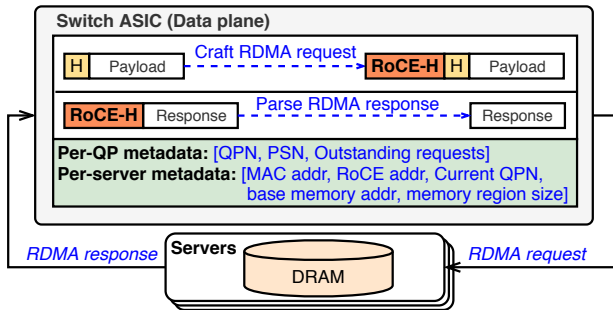 Switch ASIC (Data plane)
H Payload Craft RDMA request RoCE-H H Payload
RoCE-H Response Parse RDMA response Response
Per-QP metadata: [QPN, PSN, Outstanding requests]
Per-server metadata: [MAC addr, RoCE addr, Current QPN,
base memory addr, memory region size]
RDMA response Servers RDMA request
DRAM